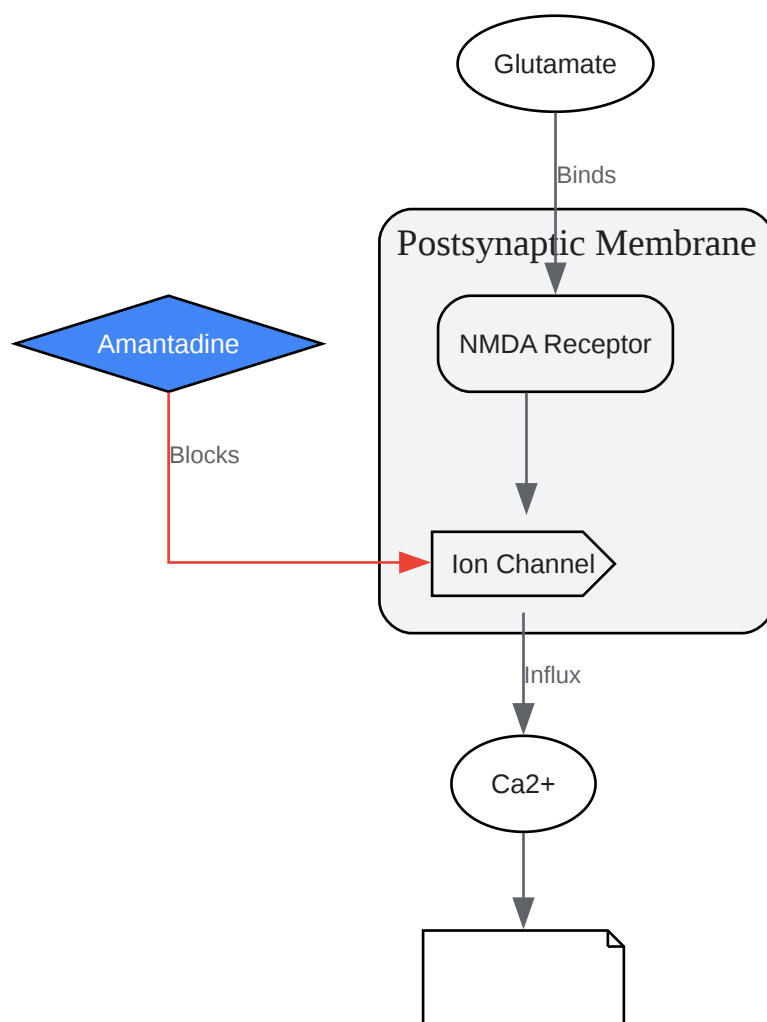 Glutamate
Binds
Postsynaptic Membrane
Amantadine
NMDA Receptor
Blocks
Ion Channel
Influx
Ca2+